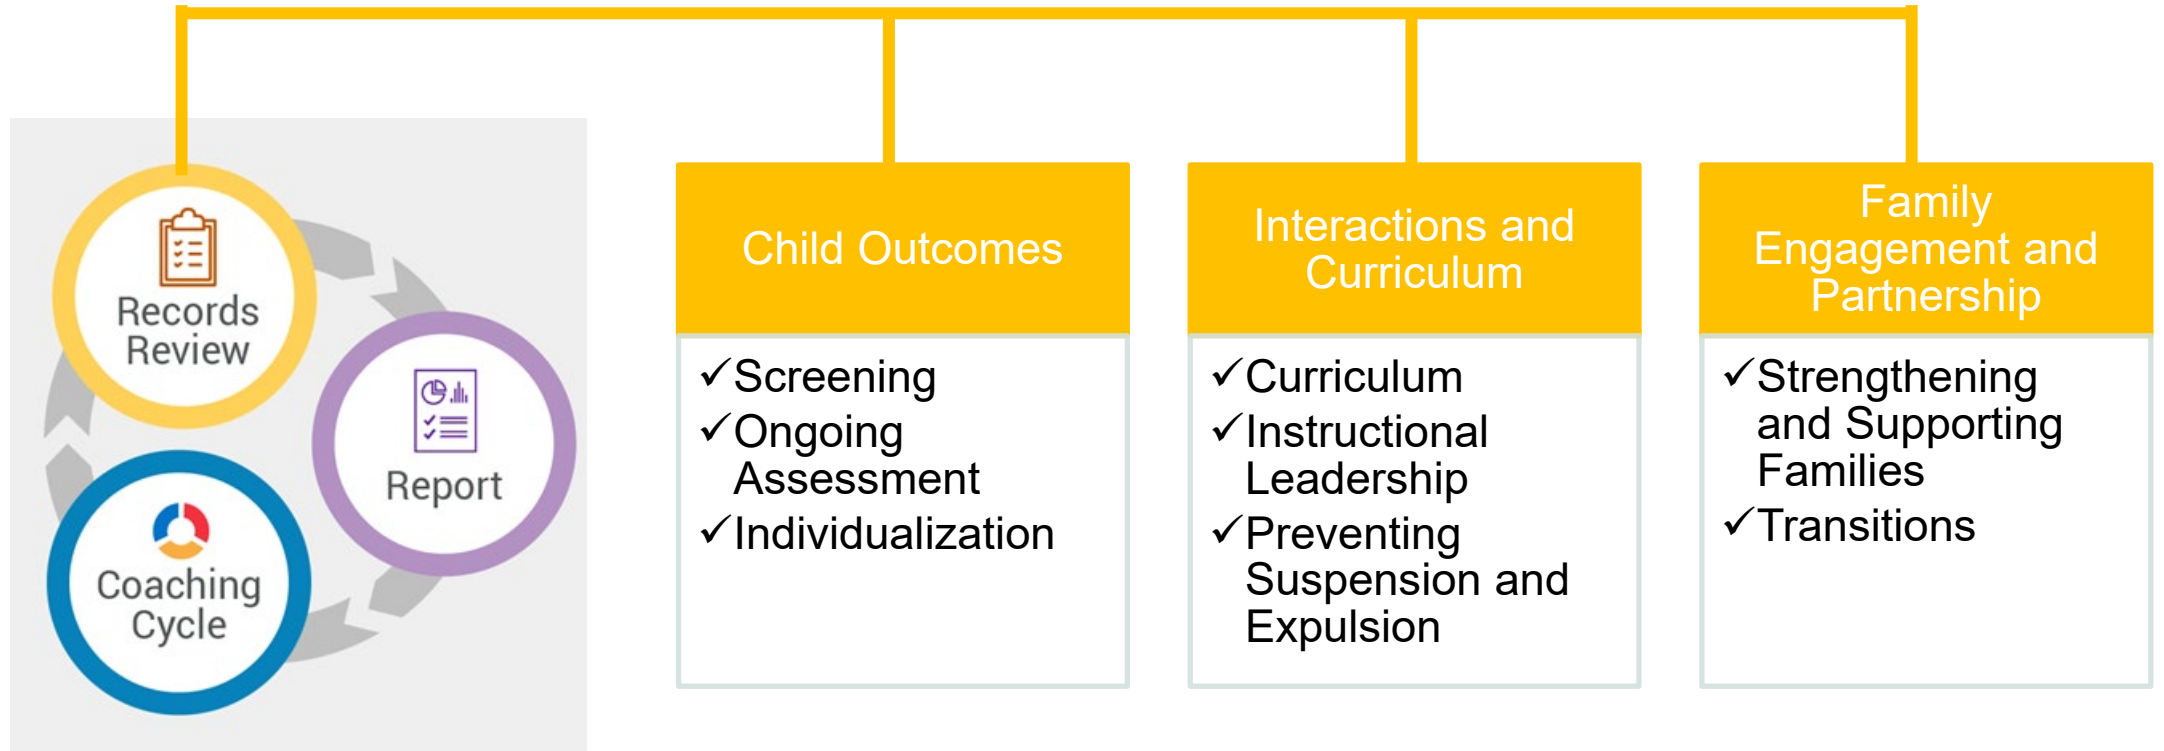 Records
Review
Report
Coaching
Cycle
Child Outcomes
✓Screening
✓Ongoing
Assessment
✓Individualization
Interactions and
Curriculum
✓Curriculum
✓Instructional
Leadership
✓Preventing
Suspension and
Expulsion
Family
Engagement and
Partnership
✓Strengthening
and Supporting
Families
✓Transitions